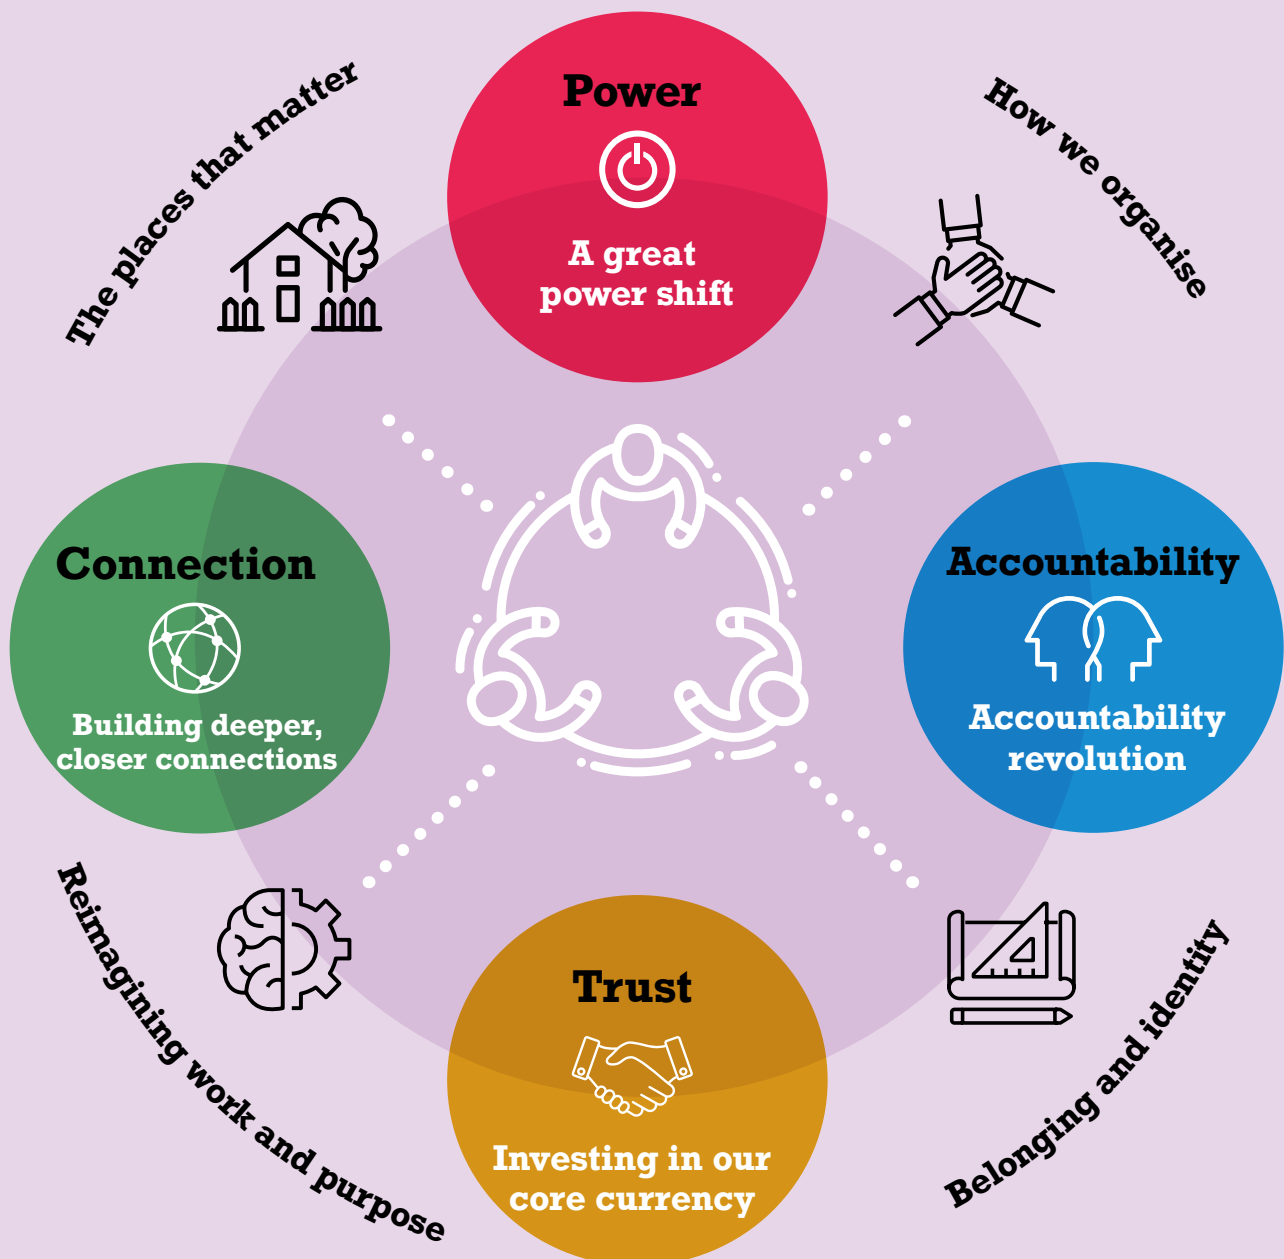 The places that matter
Power
A great
power shift
How we organise
Connection
Building deeper,
closer connections
Accountability
Accountability
revolution
Reimagining work and purpose
Trust
Investing in our
core currency
Belonging and identity